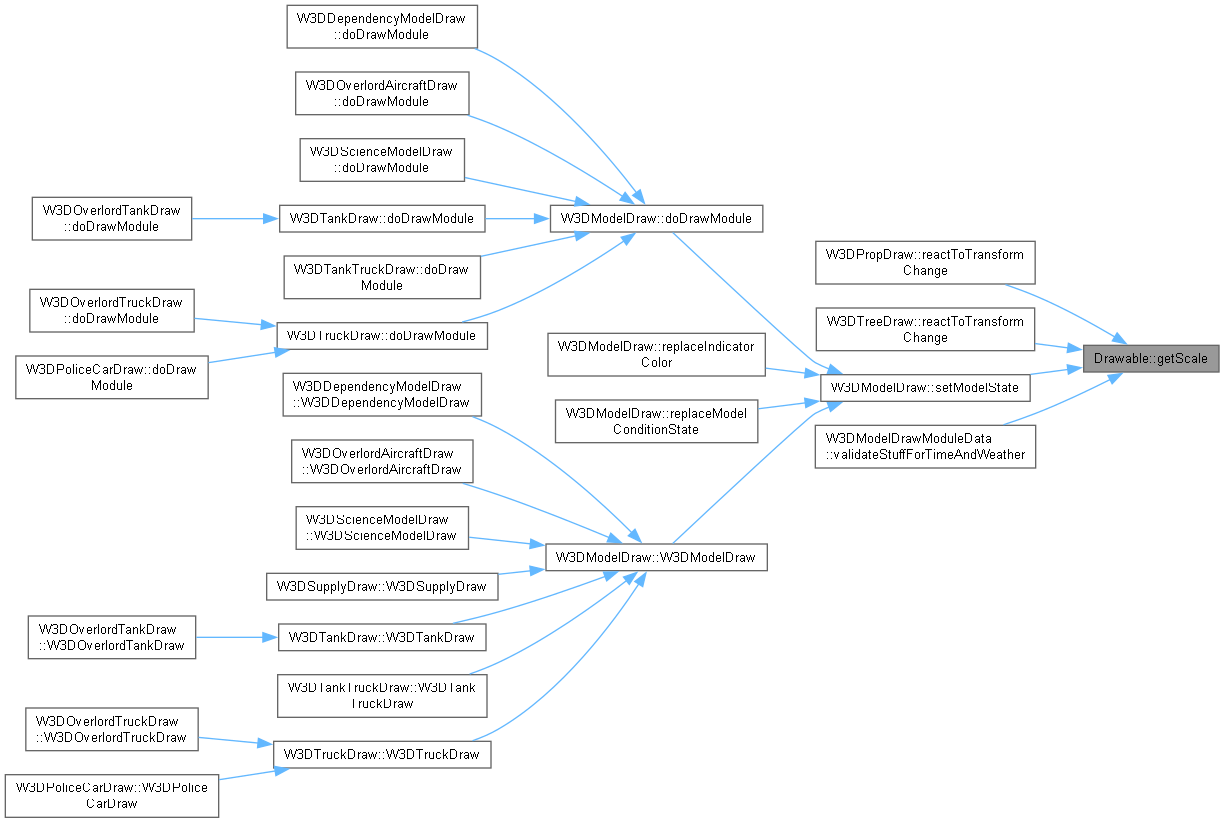 W3DDependencyModelDraw
::doDrawModule
W3DOverlordAircraftDraw
::doDrawModule
W3DScienceModelDraw
::doDrawModule
W3DOverlordTankDraw
::doDrawModule
W3DTankDraw::doDrawModule
W3DModelDraw::doDrawModule
W3DTankTruckDraw::doDraw
Module
W3DOverlordTruckDraw
::doDrawModule
W3DTruckDraw::doDrawModule
W3DPoliceCarDraw::doDraw
Module
W3DPropDraw::reactToTransform
Change
W3DTreeDraw::reactToTransform
Change
Drawable::getScale
W3DModelDraw::replaceIndicator
Color
W3DModelDraw::setModelState
W3DModelDraw::replaceModel
ConditionState
W3DModelDrawModuleData
::validateStuffForTimeAndWeather
W3DDependencyModelDraw
::W3DDependencyModelDraw
W3DOverlordAircraftDraw
::W3DOverlordAircraftDraw
W3DScienceModelDraw
::W3DScienceModelDraw
W3DModelDraw::W3DModelDraw
W3DSupplyDraw::W3DSupplyDraw
W3DOverlordTankDraw
::W3DOverlordTankDraw
W3DTankDraw::W3DTankDraw
W3DTankTruckDraw::W3DTank
TruckDraw
W3DOverlordTruckDraw
::W3DOverlordTruckDraw
W3DTruckDraw::W3DTruckDraw
W3DPoliceCarDraw::W3DPolice
CarDraw